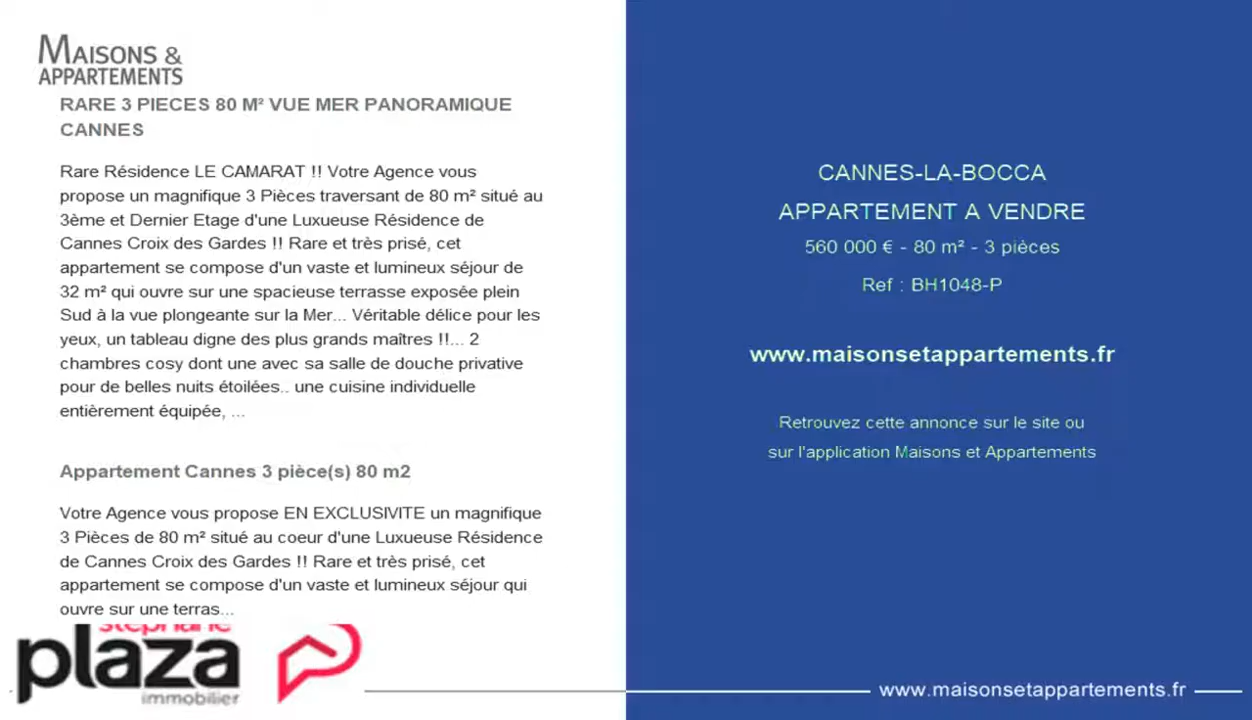 MAISONS &
APPARTEMENTS
RARE 3 PIECES 80 M² VUE MER PANORAMIQUE
CANNES
Rare Résidence LE CAMARAT !! Votre Agence vous
propose un magnifique 3 Pièces traversant de 80 m² situé au
3ème et Dernier Etage d'une Luxueuse Résidence de
Cannes Croix des Gardes !! Rare et très prisé, cet
appartement se compose d'un vaste et lumineux séjour de
32 m² qui ouvre sur une spacieuse terrasse exposée plein
Sud à la vue plongeante sur la Mer... Véritable délice pour les
yeux, un tableau digne des plus grands maîtres !!... 2
chambres cosy dont une avec sa salle de douche privative
pour de belles nuits étoilées.. une cuisine individuelle
entièrement équipée, ...
Appartement Cannes 3 pièce(s) 80 m2
Votre Agence vous propose EN EXCLUSIVITE un magnifique
3 Pièces de 80 m² situé au coeur d'une Luxueuse Résidence
de Cannes Croix des Gardes !! Rare et très prisé, cet
appartement se compose d'un vaste et lumineux séjour qui
ouvre sur une terras...
stéphane
plaza
immobilier
CANNES-LA-BOCCA
APPARTEMENT A VENDRE
560 000 € - 80 m² - 3 pièces
Ref : BH1048-P
www.maisonsetappartements.fr
Retrouvez cette annonce sur le site ou
sur l'application Maisons et Appartements
www.maisonsetappartements.fr